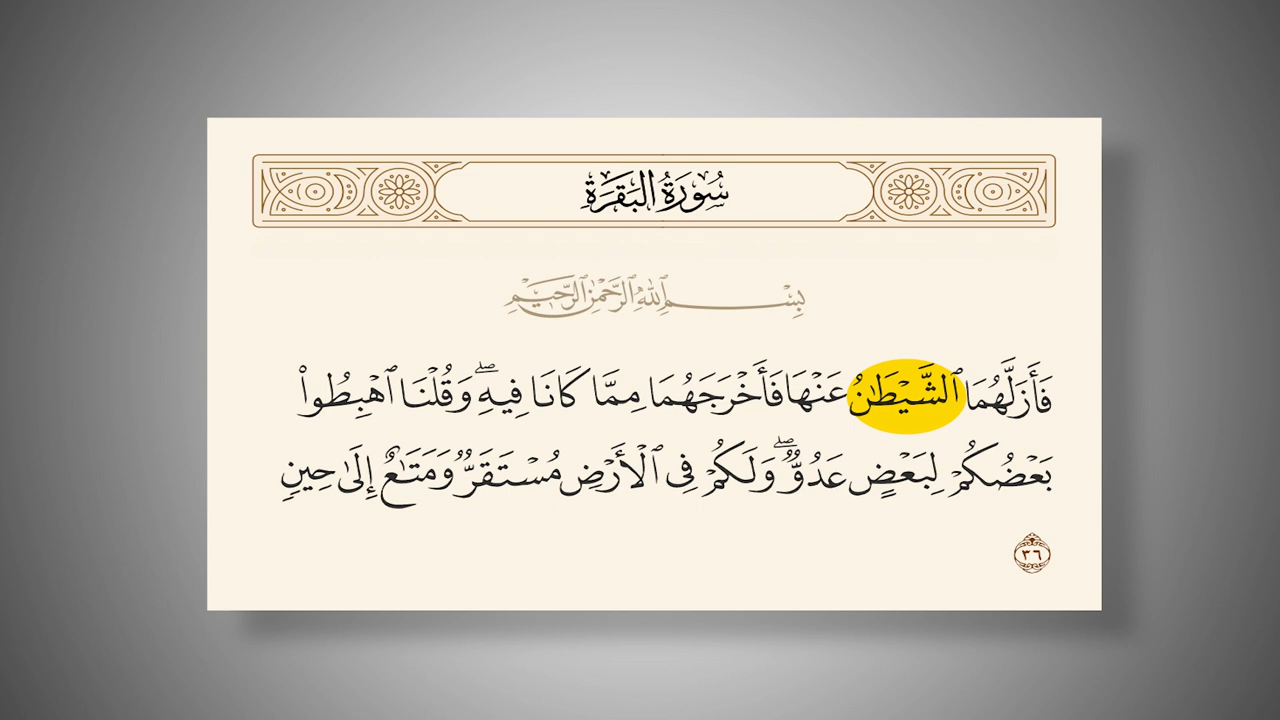 سُورَةُ البَقَرَةِ
بِسْمِ ٱللَّهِ ٱلرَّحْمَٰنِ ٱلرَّحِيمِ
فَأَزَلَّهُمَا ٱلشَّيْطَٰنُ عَنْهَا فَأَخْرَجَهُمَا مِمَّا كَانَا فِيهِۖ وَقُلْنَا ٱهْبِطُوا۟
بَعْضُكُمْ لِبَعْضٍ عَدُوٌّۖ وَلَكُمْ فِى ٱلْأَرْضِ مُسْتَقَرٌّ وَمَتَٰعٌ إِلَىٰ حِينٍ
٣٦